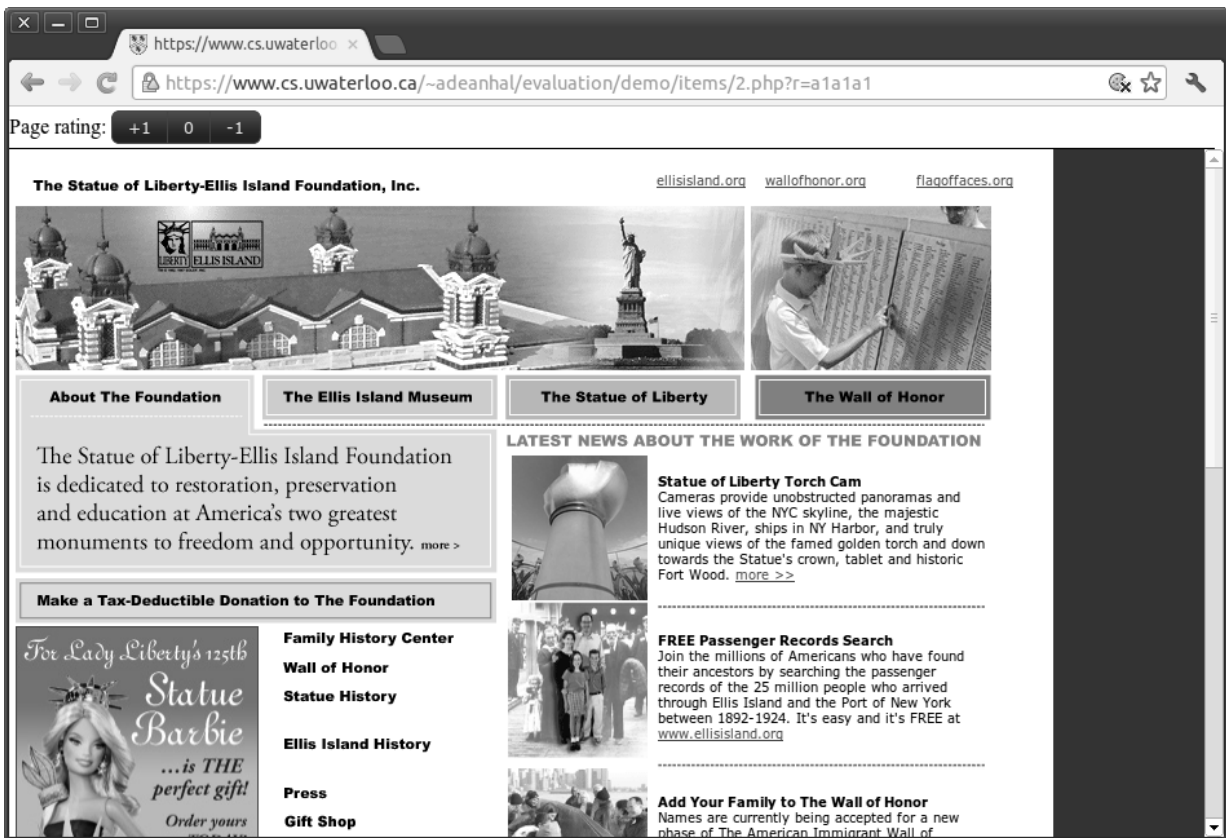 https://www.cs.uwaterloo
https://www.cs.uwaterloo.ca/~adeanhal/evaluation/demo/items/2.php?r=a1a1a1
Page rating: +1 0 -1
The Statue of Liberty-Ellis Island Foundation, Inc.
ellisisland.org wallofhonor.org flagoffaces.org
LIBERTY ELLIS ISLAND
About The Foundation
The Ellis Island Museum
The Statue of Liberty
The Wall of Honor
The Statue of Liberty-Ellis Island Foundation
is dedicated to restoration, preservation
and education at America's two greatest
monuments to freedom and opportunity. more >
Make a Tax-Deductible Donation to The Foundation
For Lady Liberty's 125th
Statue
Barbie
...is THE
perfect gift!
Order yours
TODAY!
Family History Center
Wall of Honor
Statue History
Ellis Island History
Press
Gift Shop
LATEST NEWS ABOUT THE WORK OF THE FOUNDATION
Statue of Liberty Torch Cam
Cameras provide unobstructed panoramas and
live views of the NYC skyline, the majestic
Hudson River, ships in NY Harbor, and truly
unique views of the famed golden torch and down
towards the Statue's crown, tablet and historic
Fort Wood. more >>
FREE Passenger Records Search
Join the millions of Americans who have found
their ancestors by searching the passenger
records of the 25 million people who arrived
through Ellis Island and the Port of New York
between 1892-1924. It's easy and it's FREE at
www.ellisisland.org
Add Your Family to The Wall of Honor
Names are currently being accepted for a new
phase of The American Immigrant Wall of